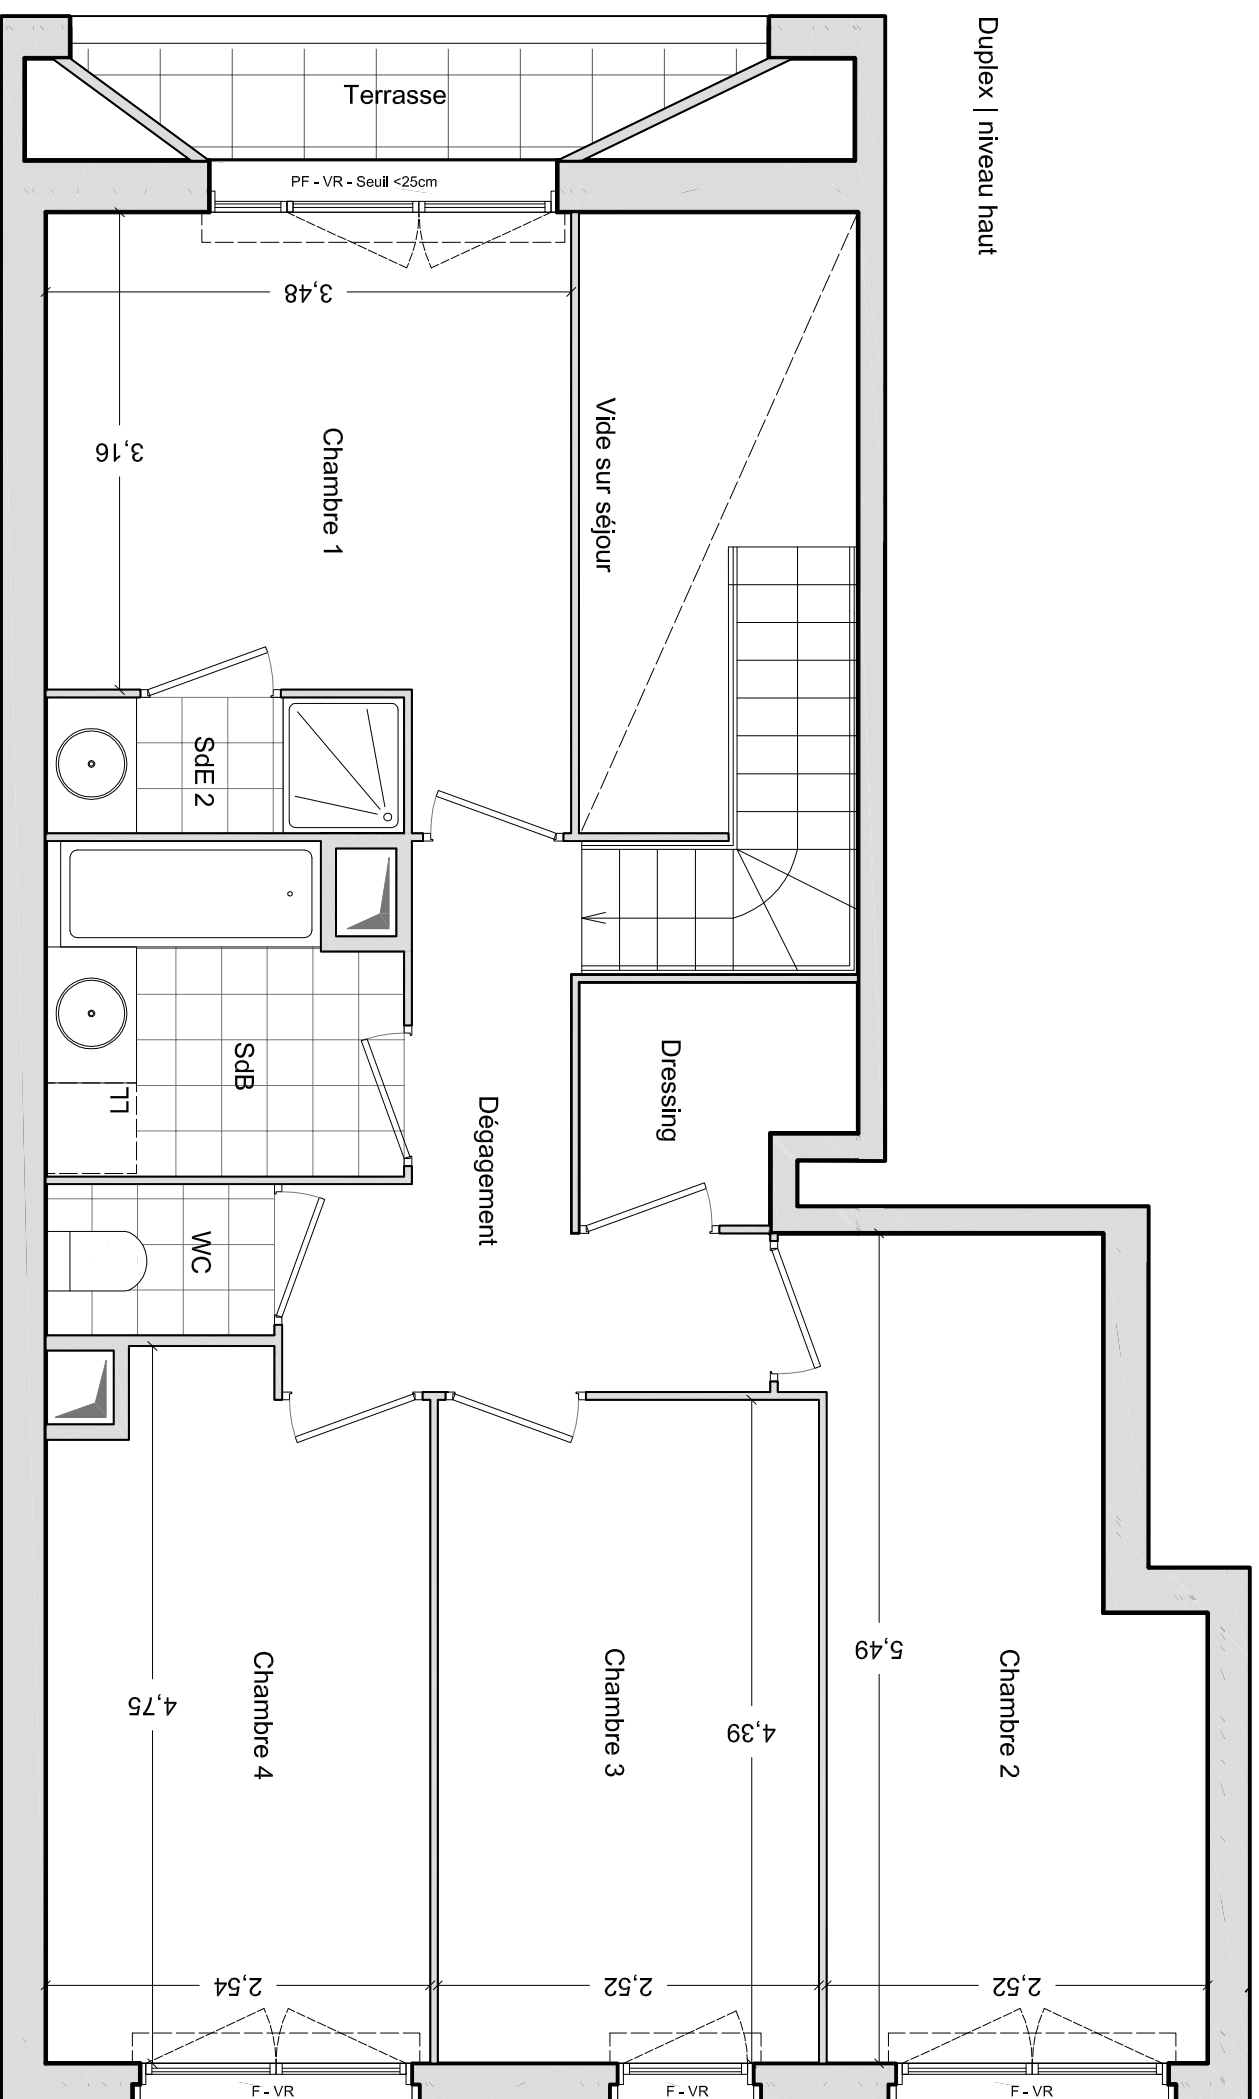 Duplex | niveau haut
Terrasse
PF - VR - Seuil <25cm
3,48
3,16
Chambre 1
Vide sur séjour
SdE 2
SdB
LL
Dégagement
Dressing
WC
4,75
Chambre 4
4,39
Chambre 3
5,49
Chambre 2
2,54
2,52
2,52
F - VR
F - VR
F - VR